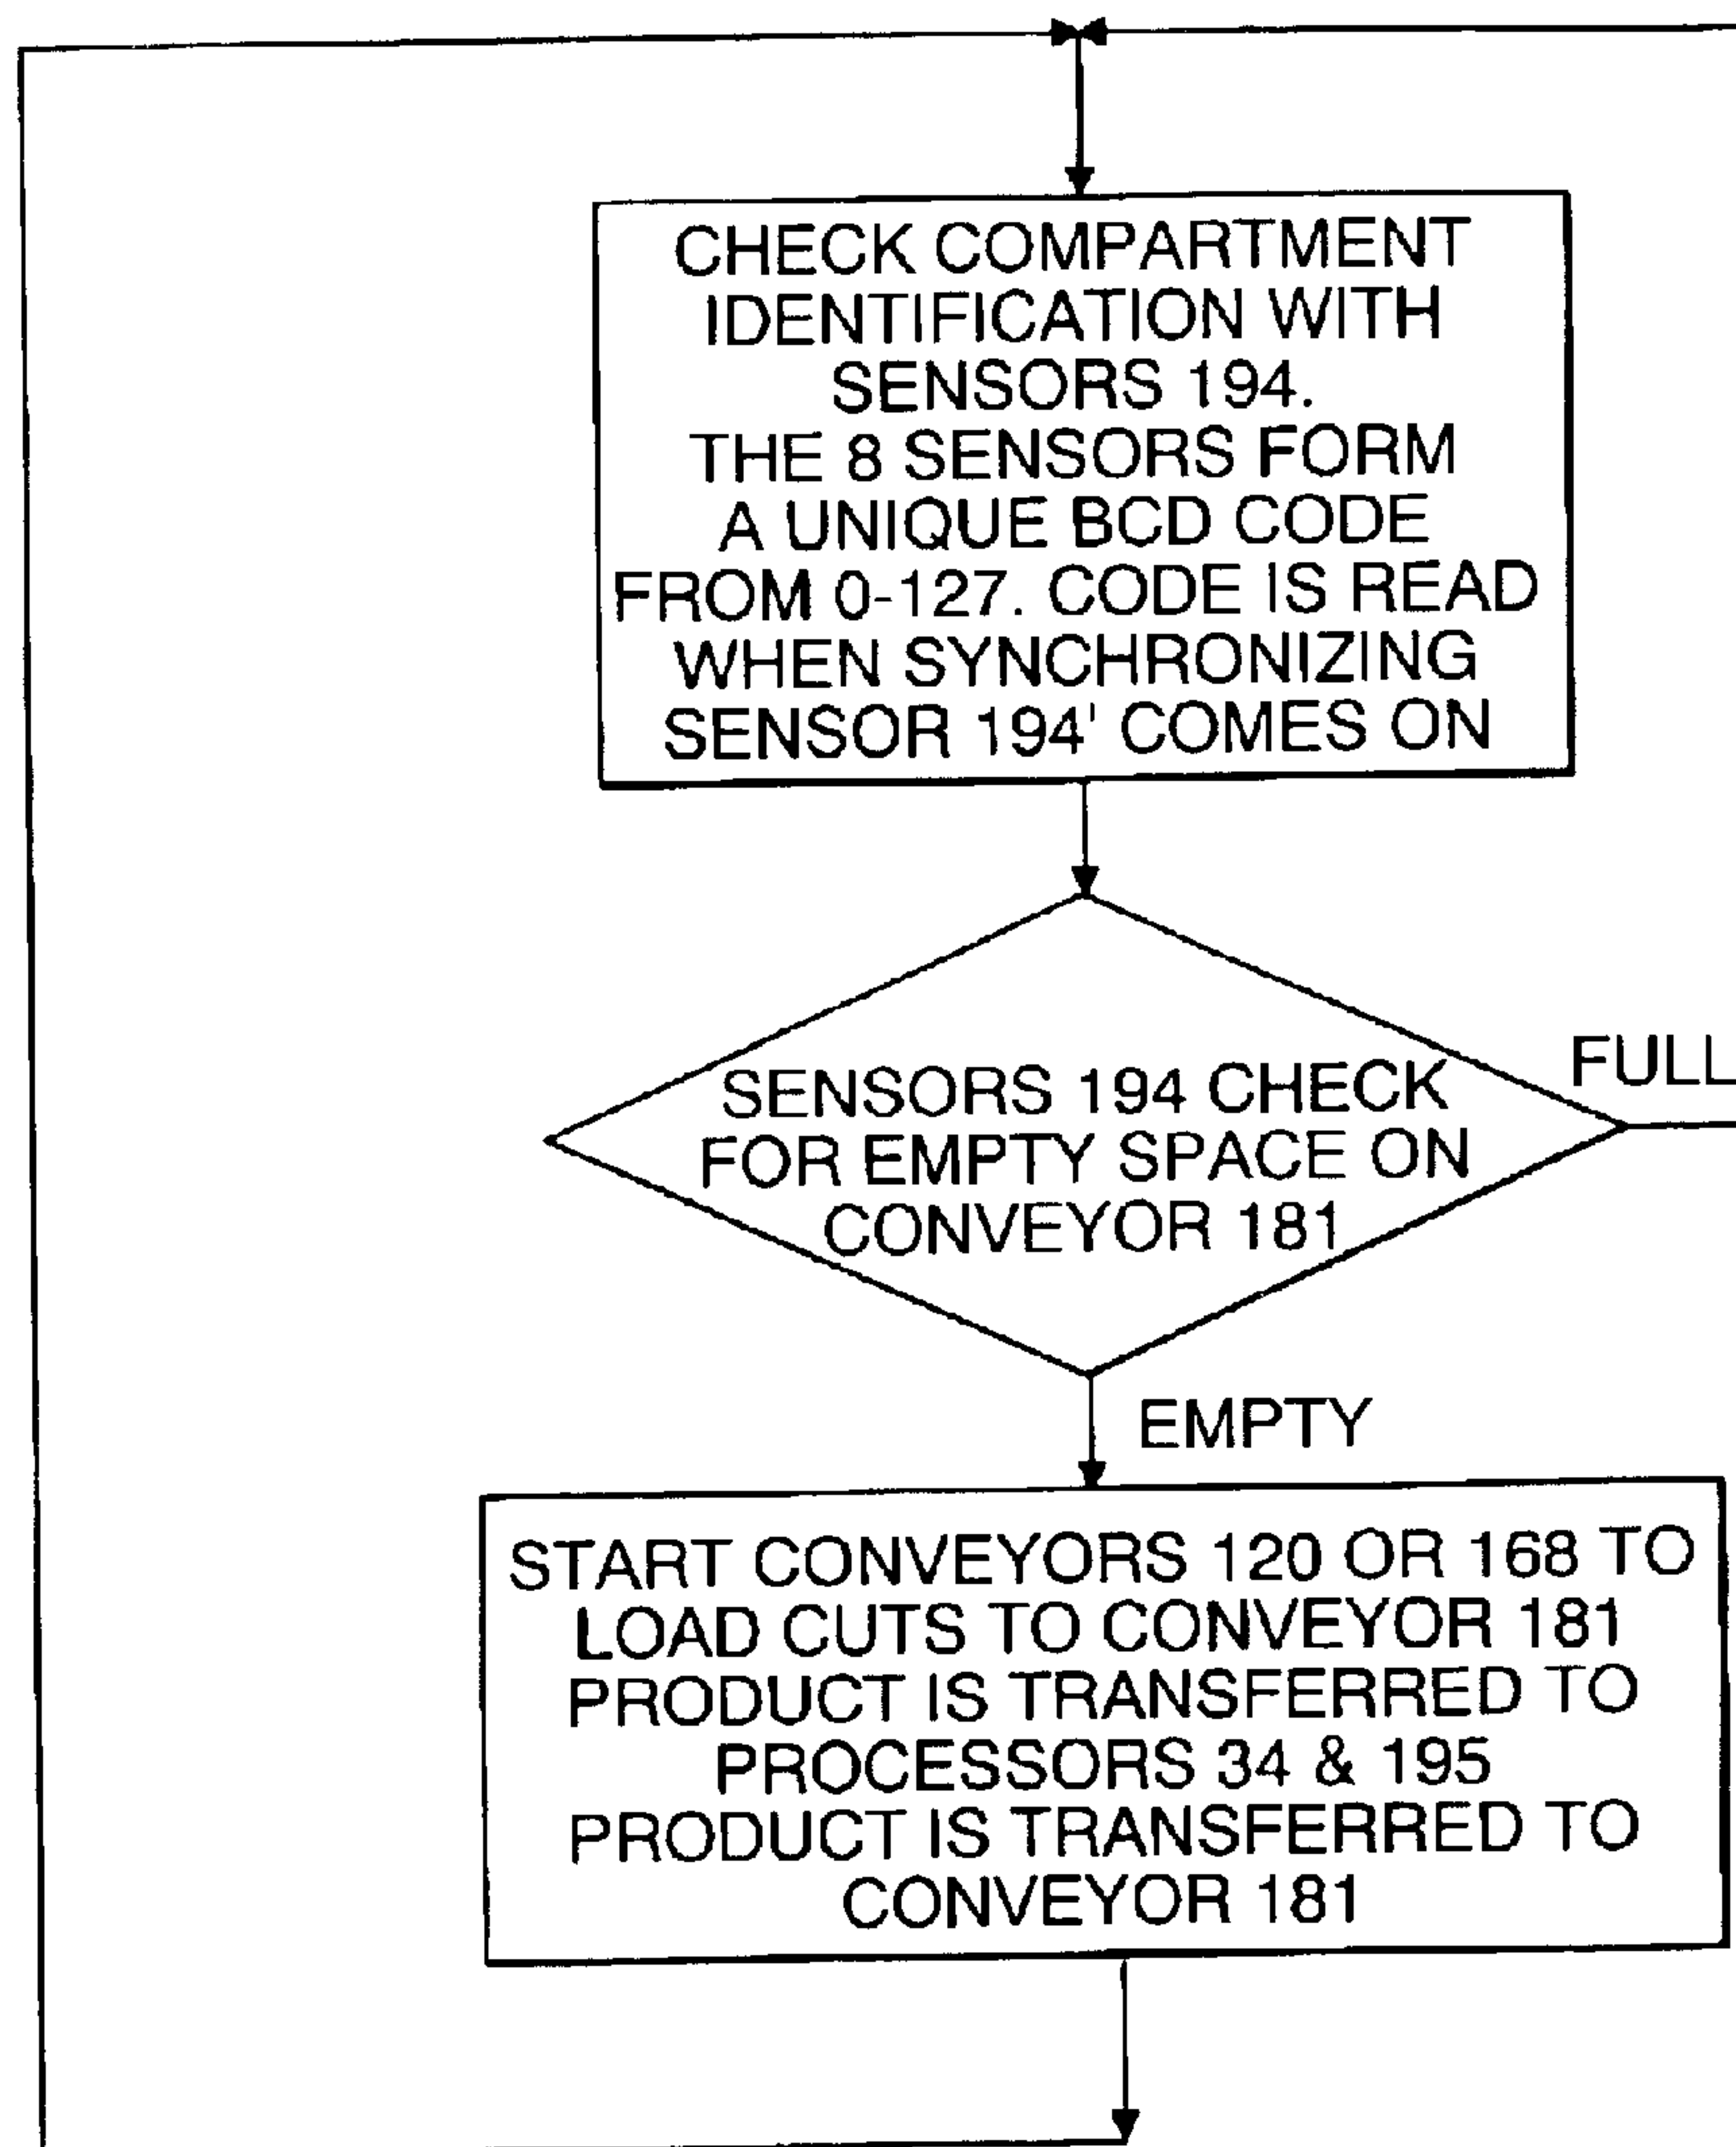 CHECK COMPARTMENT
IDENTIFICATION WITH
SENSORS 194.
THE 8 SENSORS FORM
A UNIQUE BCD CODE
FROM 0-127. CODE IS READ
WHEN SYNCHRONIZING
SENSOR 194' COMES ON
SENSORS 194 CHECK
FOR EMPTY SPACE ON
CONVEYOR 181
FULL
EMPTY
START CONVEYORS 120 OR 168 TO
LOAD CUTS TO CONVEYOR 181
PRODUCT IS TRANSFERRED TO
PROCESSORS 34 & 195
PRODUCT IS TRANSFERRED TO
CONVEYOR 181